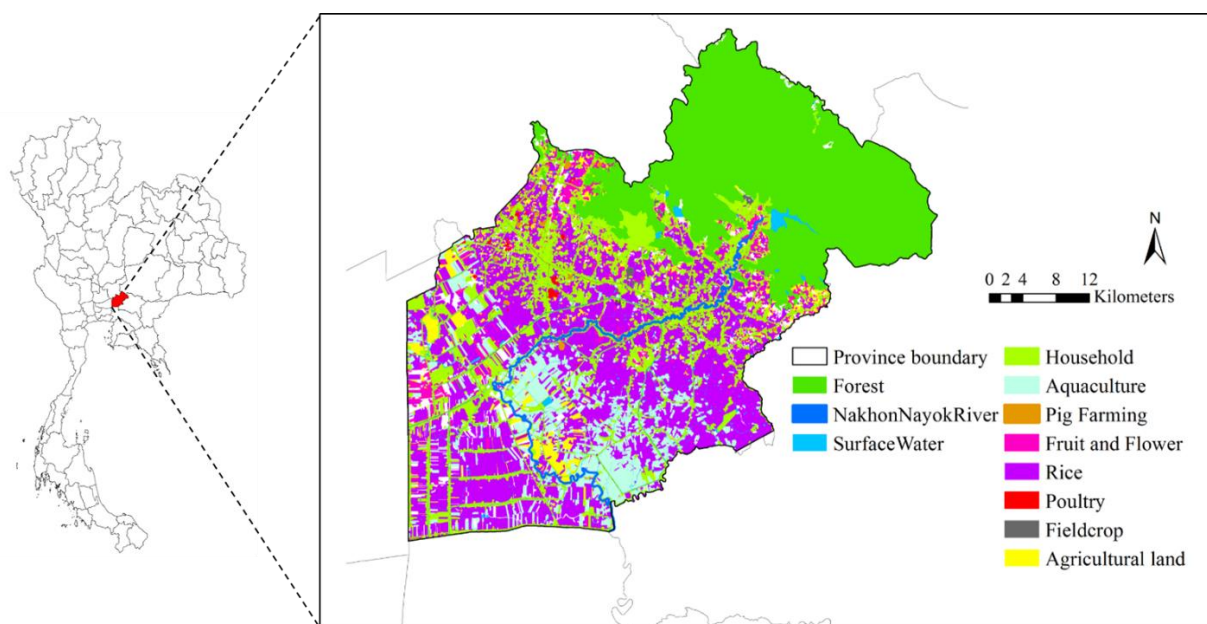 N
0 2 4 8 12
Kilometers
Province boundary
Forest
NakhonNayokRiver
SurfaceWater
Household
Aquaculture
Pig Farming
Fruit and Flower
Rice
Poultry
Fieldcrop
Agricultural land